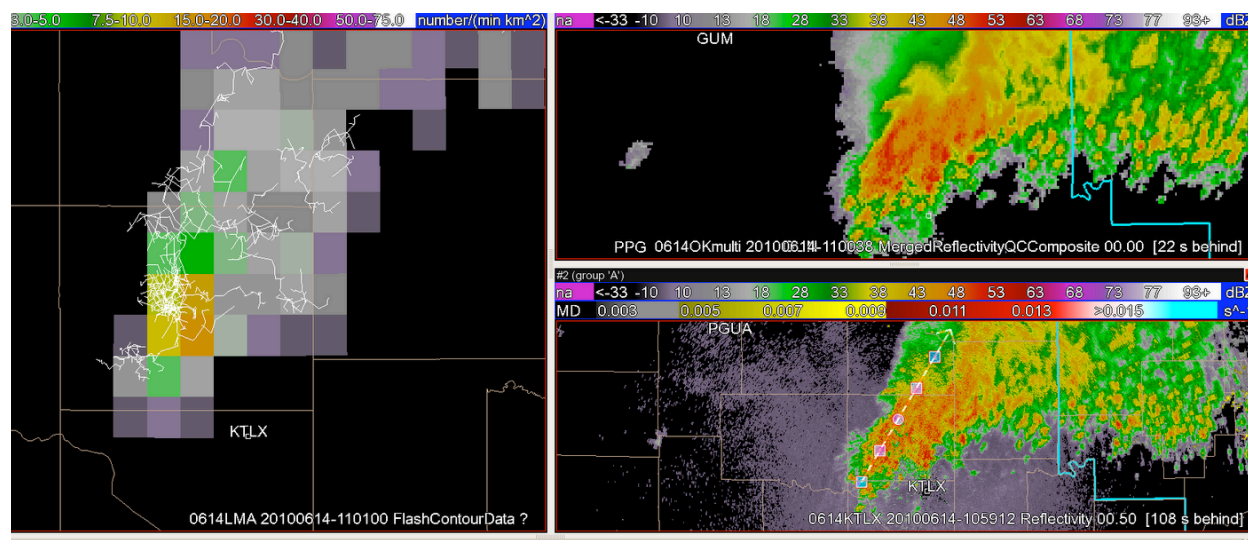 3.0-5.0 7.5-10.0 15.0-20.0 30.0-40.0 50.0-75.0 number/(min km^2)
KTLX
0614LMA 20100614-110100 FlashContourData ?
na <-33 -10 10 13 18 28 33 38 43 48 53 63 68 73 77 93+ dBZ
GUM
PPG 0614OKmulti 20100614-110038 MergedReflectivityQCComposite 00.00 [22 s behind]
#2 (group 'A')
na <-33 -10 10 13 18 28 33 38 43 48 53 63 68 73 77 93+ dBZ
MD 0.003 0.005 0.007 0.009 0.011 0.013 >0.015 s^-
PGUA
KTLX
0614KTLX 20100614-105912 Reflectivity 00.50 [108 s behind]